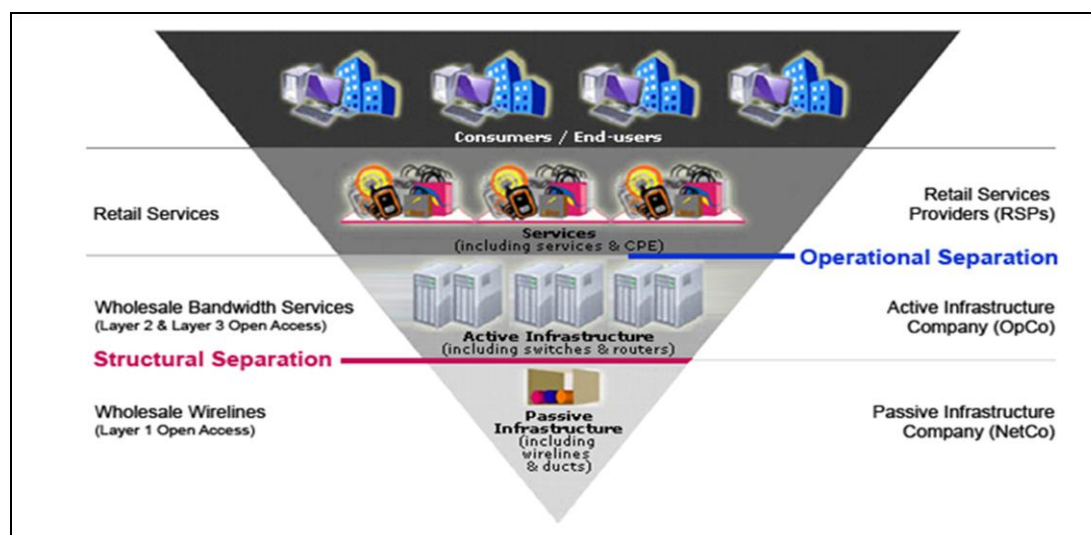 Consumers / End-users
Retail Services
Services
(including services & CPE)
Retail Services
Providers (RSPs)
Operational Separation
Wholesale Bandwidth Services
(Layer 2 & Layer 3 Open Access)
Active Infrastructure
(including switches & routers)
Active Infrastructure
Company (OpCo)
Structural Separation
Wholesale Wirelines
(Layer 1 Open Access)
Passive
Infrastructure
(including
wirelines
& ducts)
Passive Infrastructure
Company (NetCo)